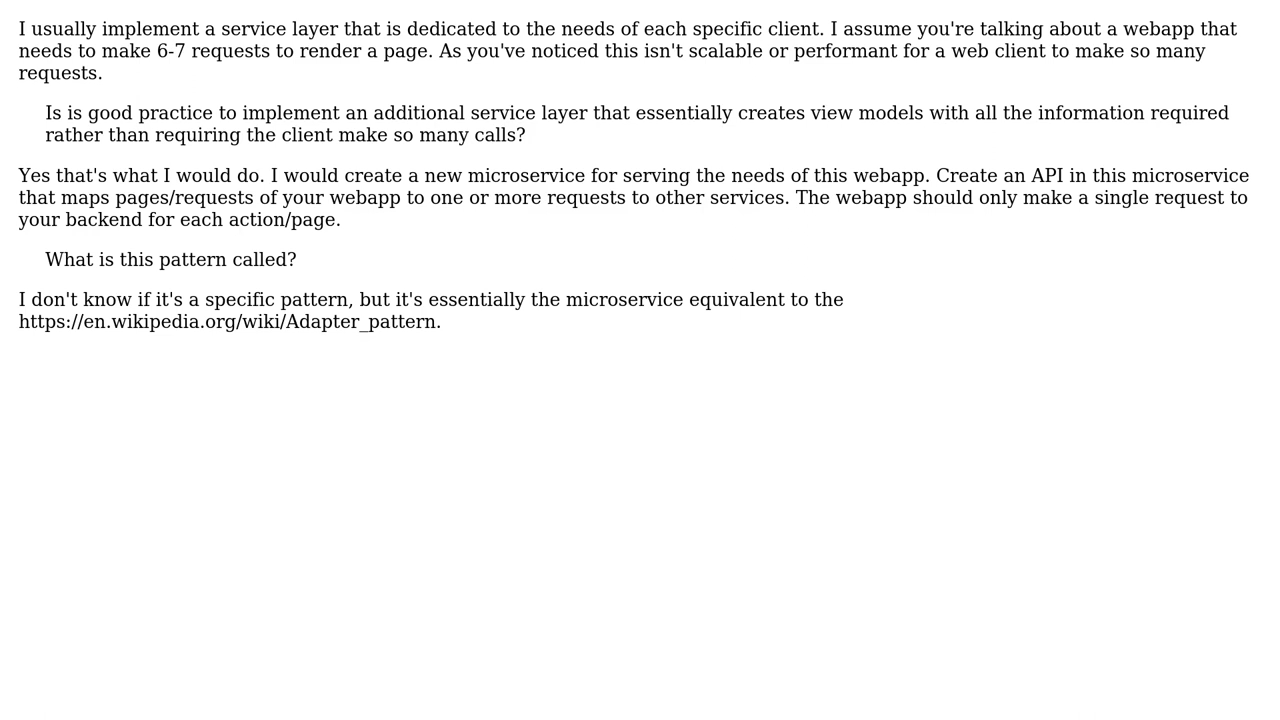 I usually implement a service layer that is dedicated to the needs of each specific client. I assume you're talking about a webapp that
needs to make 6-7 requests to render a page. As you've noticed this isn't scalable or performant for a web client to make so many
requests.
Is is good practice to implement an additional service layer that essentially creates view models with all the information required
rather than requiring the client make so many calls?
Yes that's what I would do. I would create a new microservice for serving the needs of this webapp. Create an API in this microservice
that maps pages/requests of your webapp to one or more requests to other services. The webapp should only make a single request to
your backend for each action/page.
What is this pattern called?
I don't know if it's a specific pattern, but it's essentially the microservice equivalent to the
https://en.wikipedia.org/wiki/Adapter_pattern.